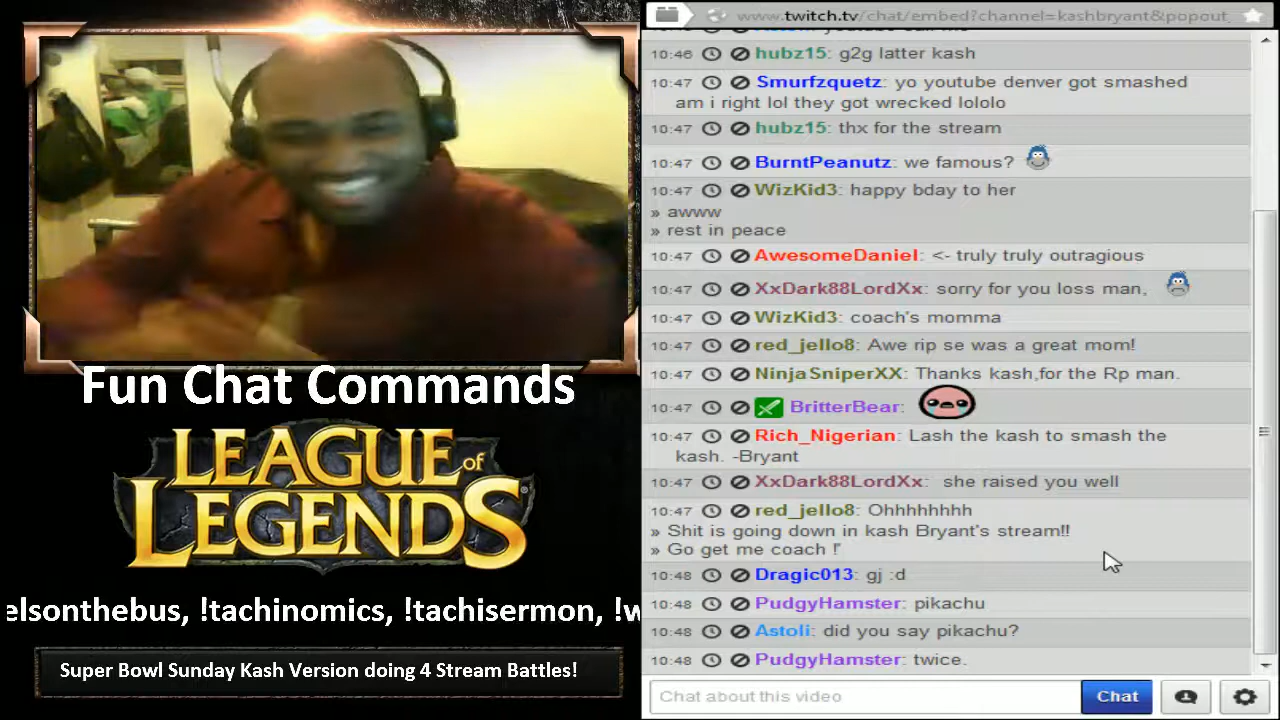 www.twitch.tv/chat/embed?channel=kashbryant&popout_
10:46 hubz15: g2g latter kash
10:47 Smurfzquetz: yo youtube denver got smashed
am i right lol they got wrecked lololo
10:47 hubz15: thx for the stream
10:47 BurntPeanutz: we famous?
10:47 WizKid3: happy bday to her
» awww
» rest in peace
10:47 AwesomeDaniel: <- truly truly outragious
10:47 XxDark88LordXx: sorry for you loss man,
10:47 WizKid3: coach's momma
10:47 red_jello8: Awe rip se was a great mom!
10:47 NinjaSniperXX: Thanks kash,for the Rp man.
10:47 BritterBear:
10:47 Rich_Nigerian: Lash the kash to smash the
kash. -Bryant
10:47 XxDark88LordXx: she raised you well
10:47 red_jello8: Ohhhhhhhh
» Shit is going down in kash Bryant's stream!!
» Go get me coach !'
10:48 Dragic013: gj :d
10:48 PudgyHamster: pikachu
10:48 Astoli: did you say pikachu?
10:48 PudgyHamster: twice.
Chat about this video
Chat
Fun Chat Commands
LEAGUE of
LEGENDS
elsonthebus, !tachinomics, !tachisermon, !w
Super Bowl Sunday Kash Version doing 4 Stream Battles!